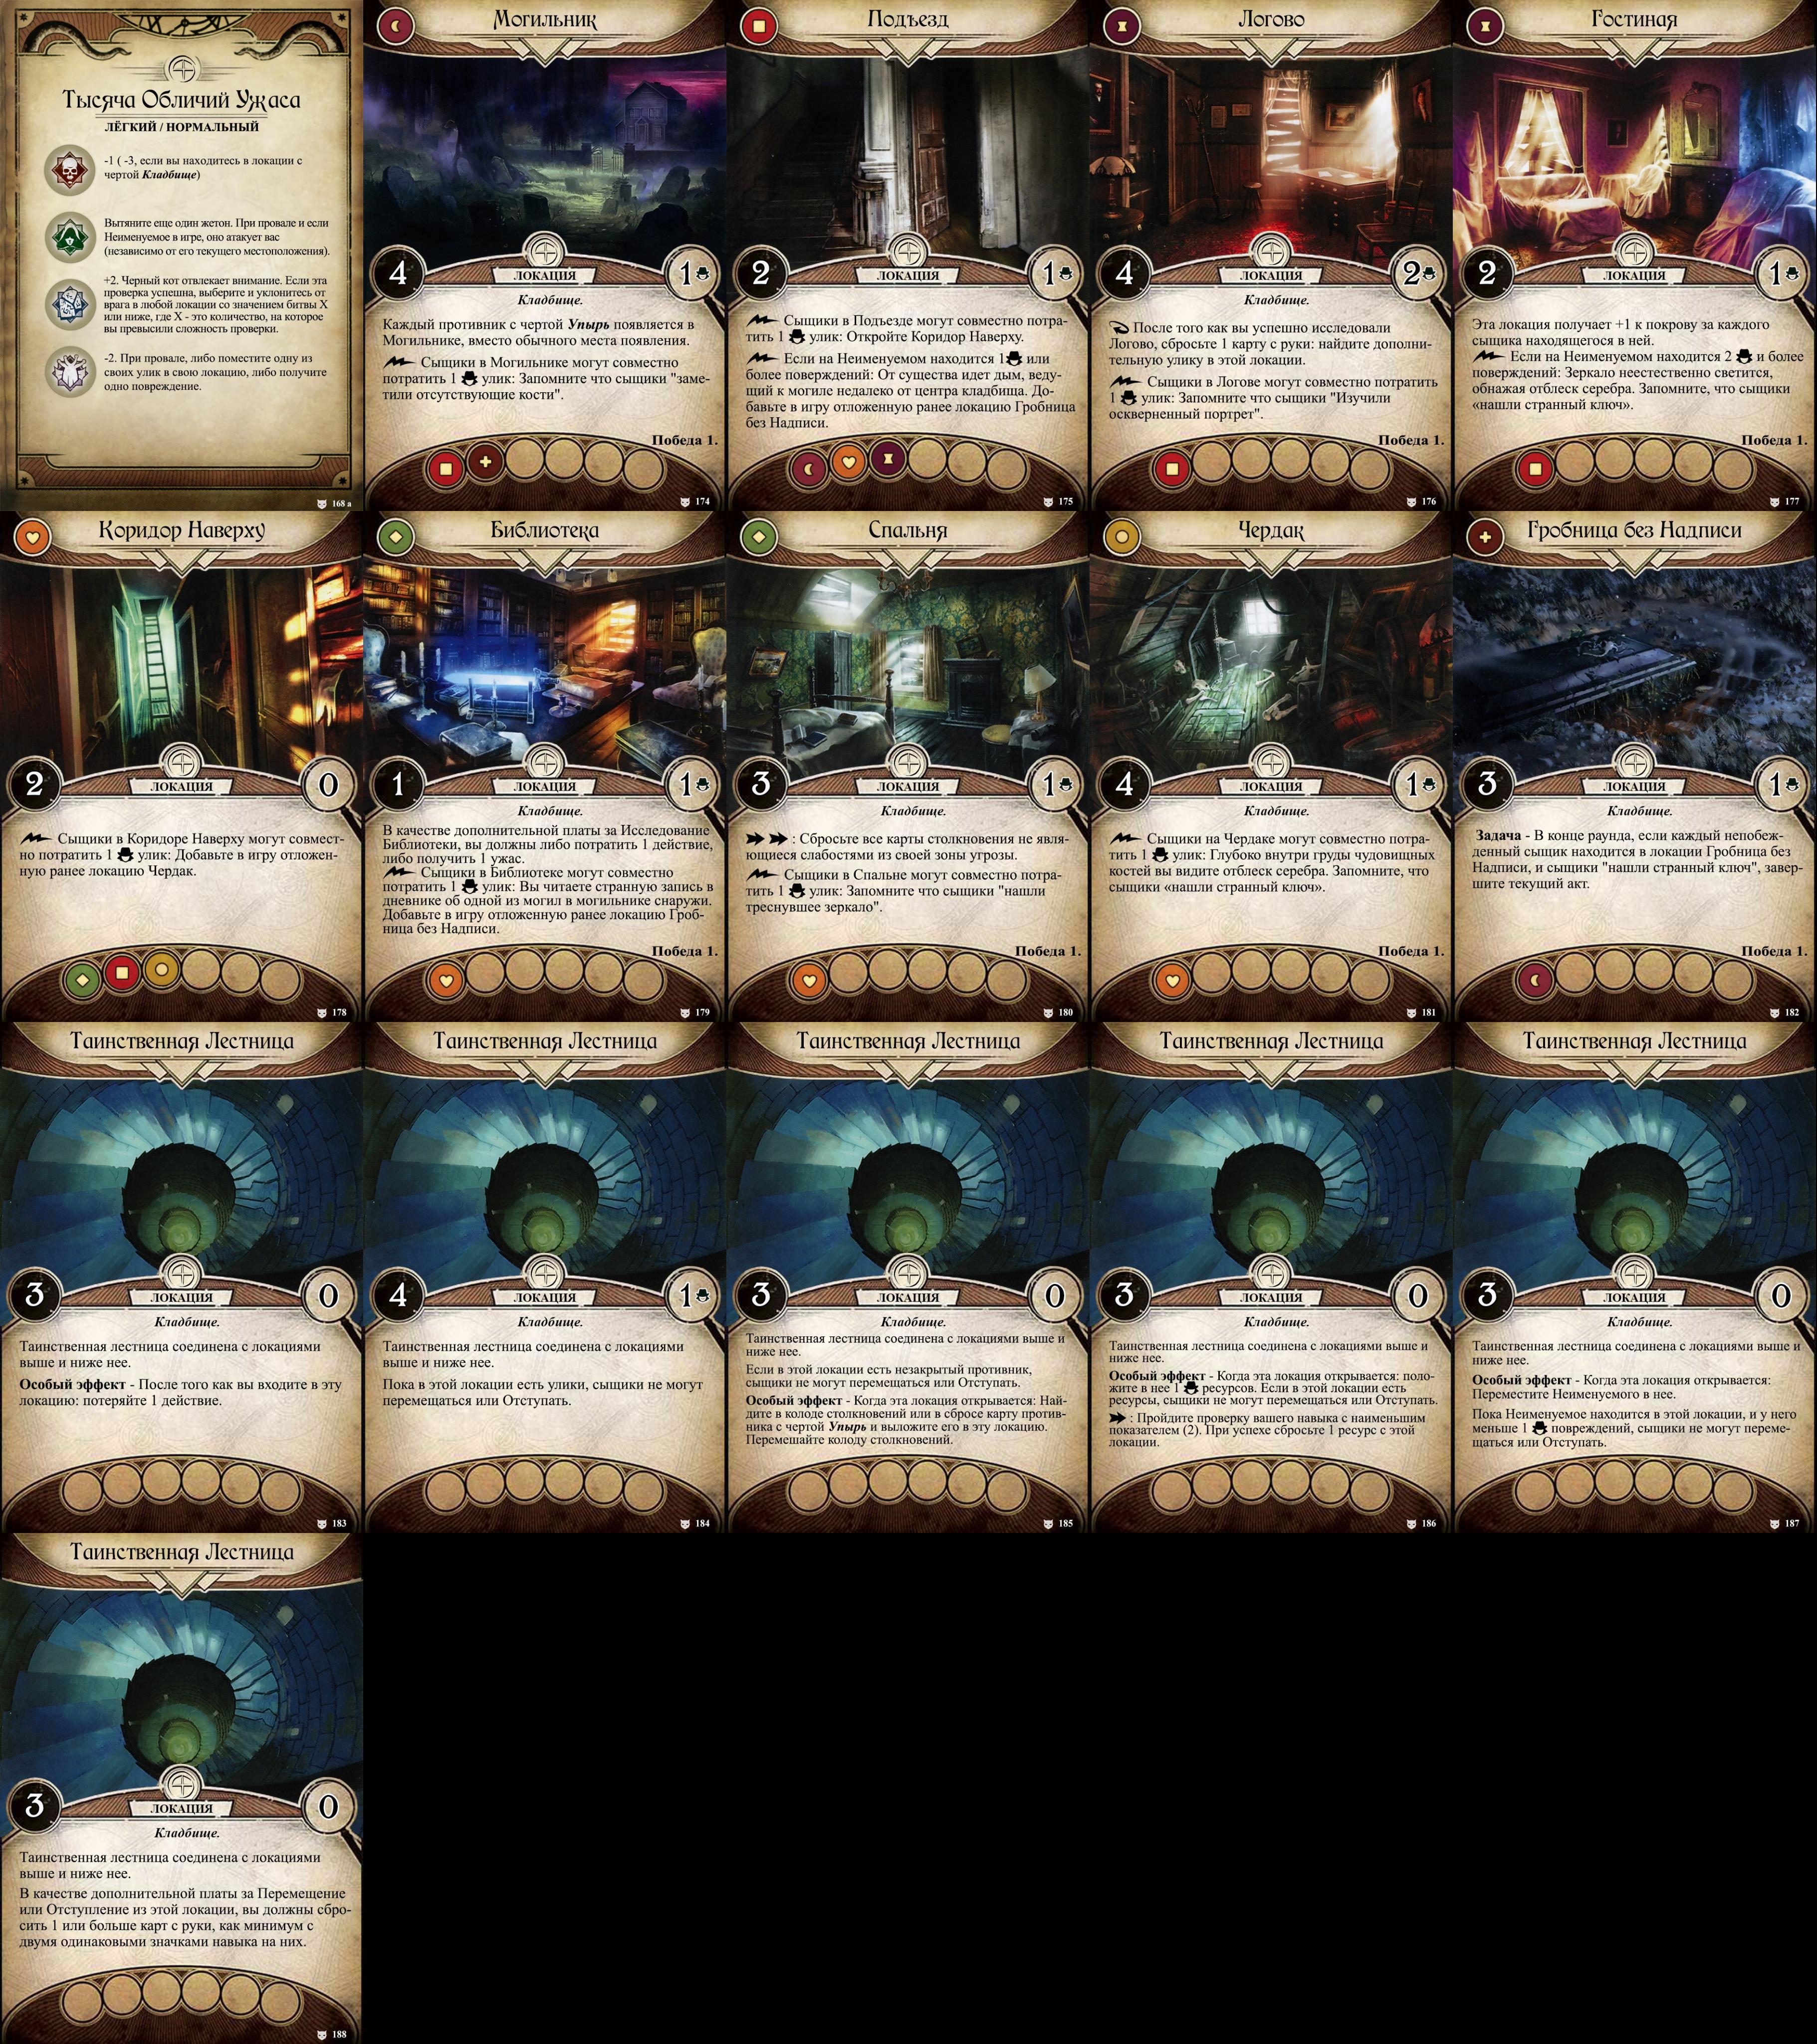 Тысяча Обличий Ужаса
ЛЁГКИЙ / НОРМАЛЬНЫЙ
-1 ( -3, если вы находитесь в локации с
чертой Кладбище)
Вытяните еще один жетон. При провале и если
Неименуемое в игре, оно атакует вас
(независимо от его текущего местоположения).
+2. Черный кот отвлекает внимание. Если эта
проверка успешна, выберите и уклонитесь от
врага в любой локации со значением битвы X
или ниже, где X - это количество, на которое
вы превысили сложность проверки.
-2. При провале, либо поместите одну из
своих улик в свою локацию, либо получите
одно повреждение.
168 a
Могильник
4
ЛОКАЦИЯ
1
Кладбище.
Каждый противник с чертой Упырь появляется в
Могильнике, вместо обычного места появления.
Сыщики в Могильнике могут совместно
потратить 1 улик: Запомните что сыщики "заме-
тили отсутствующие кости".
Победа 1.
174
Подъезд
2
ЛОКАЦИЯ
1
Сыщики в Подъезде могут совместно потра-
тить 1 улик: Откройте Коридор Наверху.
Если на Неименуемом находится 1 или
более поверждений: От существа идет дым, веду-
щий к могиле недалеко от центра кладбища. До-
бавьте в игру отложенную ранее локацию Гробница
без Надписи.
Победа 1.
175
Логово
4
ЛОКАЦИЯ
2
Кладбище.
После того как вы успешно исследовали
Логово, сбросьте 1 карту с руки: найдите дополни-
тельную улику в этой локации.
Сыщики в Логове могут совместно потратить
1 улик: Запомните что сыщики "Изучили
оскверненный портрет".
Победа 1.
176
Гостиная
2
ЛОКАЦИЯ
1
Эта локация получает +1 к покрову за каждого
сыщика находящегося в ней.
Если на Неименуемом находится 2 и более
поверждений: Зеркало неестественно светится,
обнажая отблеск серебра. Запомните, что сыщики
«нашли странный ключ».
Победа 1.
177
Коридор Наверху
2
ЛОКАЦИЯ
0
Сыщики в Коридоре Наверху могут совмест-
но потратить 1 улик: Добавьте в игру отложен-
ную ранее локацию Чердак.
178
Библиотека
1
ЛОКАЦИЯ
1
Кладбище.
В качестве дополнительной платы за Исследование
Библиотеки, вы должны либо потратить 1 действие,
либо получить 1 ужас.
Сыщики в Библиотеке могут совместно
потратить 1 улик: Вы читаете странную запись в
дневнике об одной из могил в могильнике снаружи.
Добавьте в игру отложенную ранее локацию Гроб-
ница без Надписи.
Победа 1.
179
Спальня
3
ЛОКАЦИЯ
1
Кладбище.
: Сбросьте все карты столкновения не явля-
ющиеся слабостями из своей зоны угрозы.
Сыщики в Спальне могут совместно потра-
тить 1 улик: Запомните что сыщики "нашли
треснувшее зеркало".
Победа 1.
180
Чердак
4
ЛОКАЦИЯ
1
Кладбище.
Сыщики на Чердаке могут совместно потра-
тить 1 улик: Глубоко внутри груды чудовищных
костей вы видите отблеск серебра. Запомните, что
сыщики «нашли странный ключ».
Победа 1.
181
Гробница без Надписи
3
ЛОКАЦИЯ
1
Кладбище.
Задача - В конце раунда, если каждый непобеж-
денный сыщик находится в локации Гробница без
Надписи, и сыщики "нашли странный ключ", завер-
шите текущий акт.
Победа 1.
182
Таинственная Лестница
3
ЛОКАЦИЯ
0
Кладбище.
Таинственная лестница соединена с локациями
выше и ниже нее.
Особый эффект - После того как вы входите в эту
локацию: потеряйте 1 действие.
183
Таинственная Лестница
4
ЛОКАЦИЯ
1
Кладбище.
Таинственная лестница соединена с локациями
выше и ниже нее.
Пока в этой локации есть улики, сыщики не могут
перемещаться или Отступать.
184
Таинственная Лестница
3
ЛОКАЦИЯ
0
Кладбище.
Таинственная лестница соединена с локациями выше и
ниже нее.
Если в этой локации есть незакрытый противник,
сыщики не могут перемещаться или Отступать.
Особый эффект - Когда эта локация открывается: Най-
дите в колоде столкновений или в сбросе карту против-
ника с чертой Упырь и выложите его в эту локацию.
Перемешайте колоду столкновений.
185
Таинственная Лестница
3
ЛОКАЦИЯ
0
Кладбище.
Таинственная лестница соединена с локациями выше и
ниже нее.
Особый эффект - Когда эта локация открывается: поло-
жите в нее 1 ресурсов. Если в этой локации есть
ресурсы, сыщики не могут перемещаться или Отступать.
: Пройдите проверку вашего навыка с наименьшим
показателем (2). При успехе сбросьте 1 ресурс с этой
локации.
186
Таинственная Лестница
3
ЛОКАЦИЯ
0
Кладбище.
Таинственная лестница соединена с локациями выше и
ниже нее.
Особый эффект - Когда эта локация открывается:
Переместите Неименуемого в нее.
Пока Неименуемое находится в этой локации, и у него
меньше 1 повреждений, сыщики не могут переме-
щаться или Отступать.
187
Таинственная Лестница
3
ЛОКАЦИЯ
0
Кладбище.
Таинственная лестница соединена с локациями
выше и ниже нее.
В качестве дополнительной платы за Перемещение
или Отступление из этой локации, вы должны сбро-
сить 1 или больше карт с руки, как минимум с
двумя одинаковыми значками навыка на них.
188